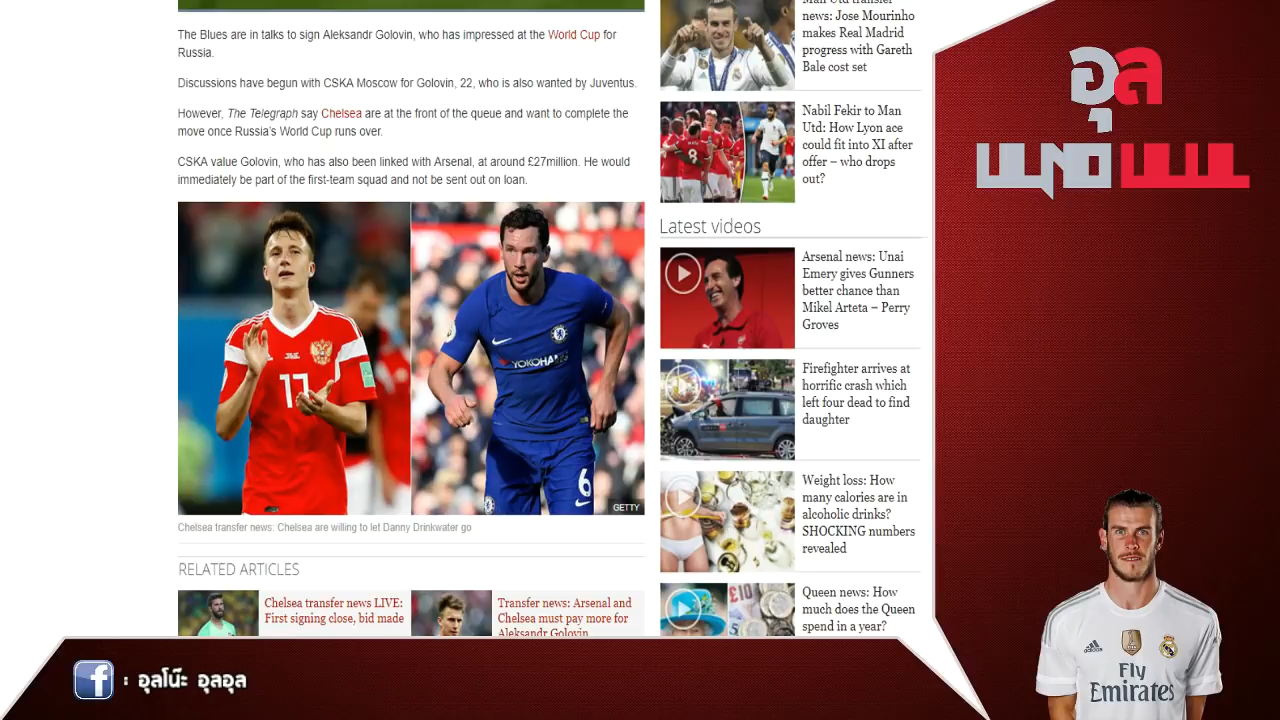 The Blues are in talks to sign Aleksandr Golovin, who has impressed at the World Cup for
Russia.
Discussions have begun with CSKA Moscow for Golovin, 22, who is also wanted by Juventus.
However, The Telegraph say Chelsea are at the front of the queue and want to complete the
move once Russia's World Cup runs over.
CSKA value Golovin, who has also been linked with Arsenal, at around £27million. He would
immediately be part of the first-team squad and not be sent out on loan.
17
YOKOHAMA
6
GETTY
Chelsea transfer news: Chelsea are willing to let Danny Drinkwater go
RELATED ARTICLES
Chelsea transfer news LIVE:
First signing close, bid made
Transfer news: Arsenal and
Chelsea must pay more for
Aleksandr Golovin
Man Utd transfer
news: Jose Mourinho
makes Real Madrid
progress with Gareth
Bale cost set
8
Nabil Fekir to Man
Utd: How Lyon ace
could fit into XI after
offer – who drops
out?
Latest videos
Arsenal news: Unai
Emery gives Gunners
better chance than
Mikel Arteta – Perry
Groves
Firefighter arrives at
horrific crash which
left four dead to find
daughter
Weight loss: How
many calories are in
alcoholic drinks?
SHOCKING numbers
revealed
£10
Queen news: How
much does the Queen
spend in a year?
อุล
adidas
Fly
Emirates
f : อุลโน๊ะ อุลอุล